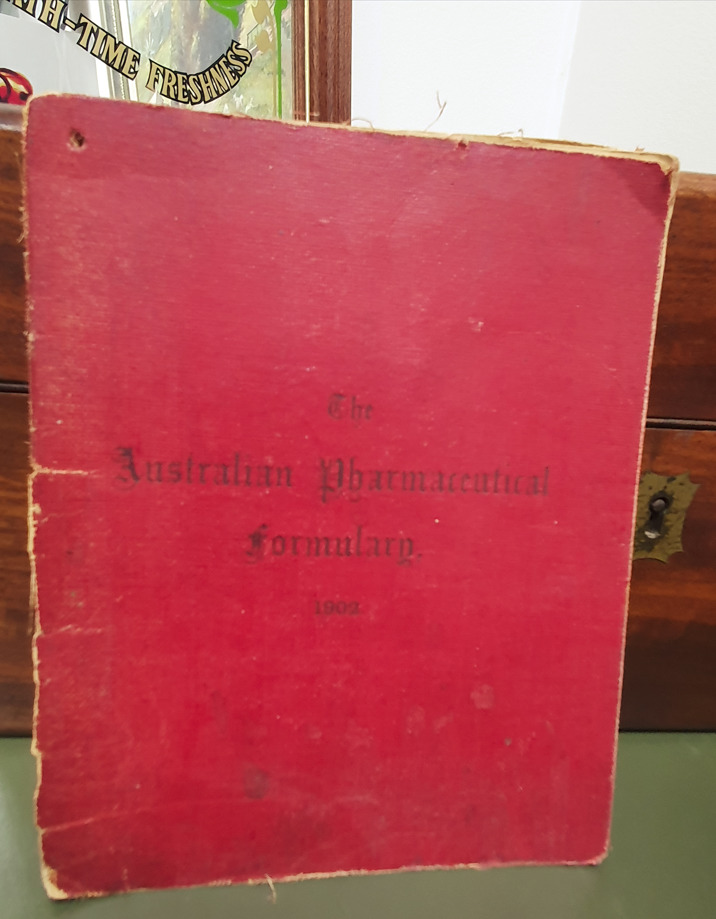 -TIME FRESHNESS
The
Australian Pharmaceutical
Formulary.
1902